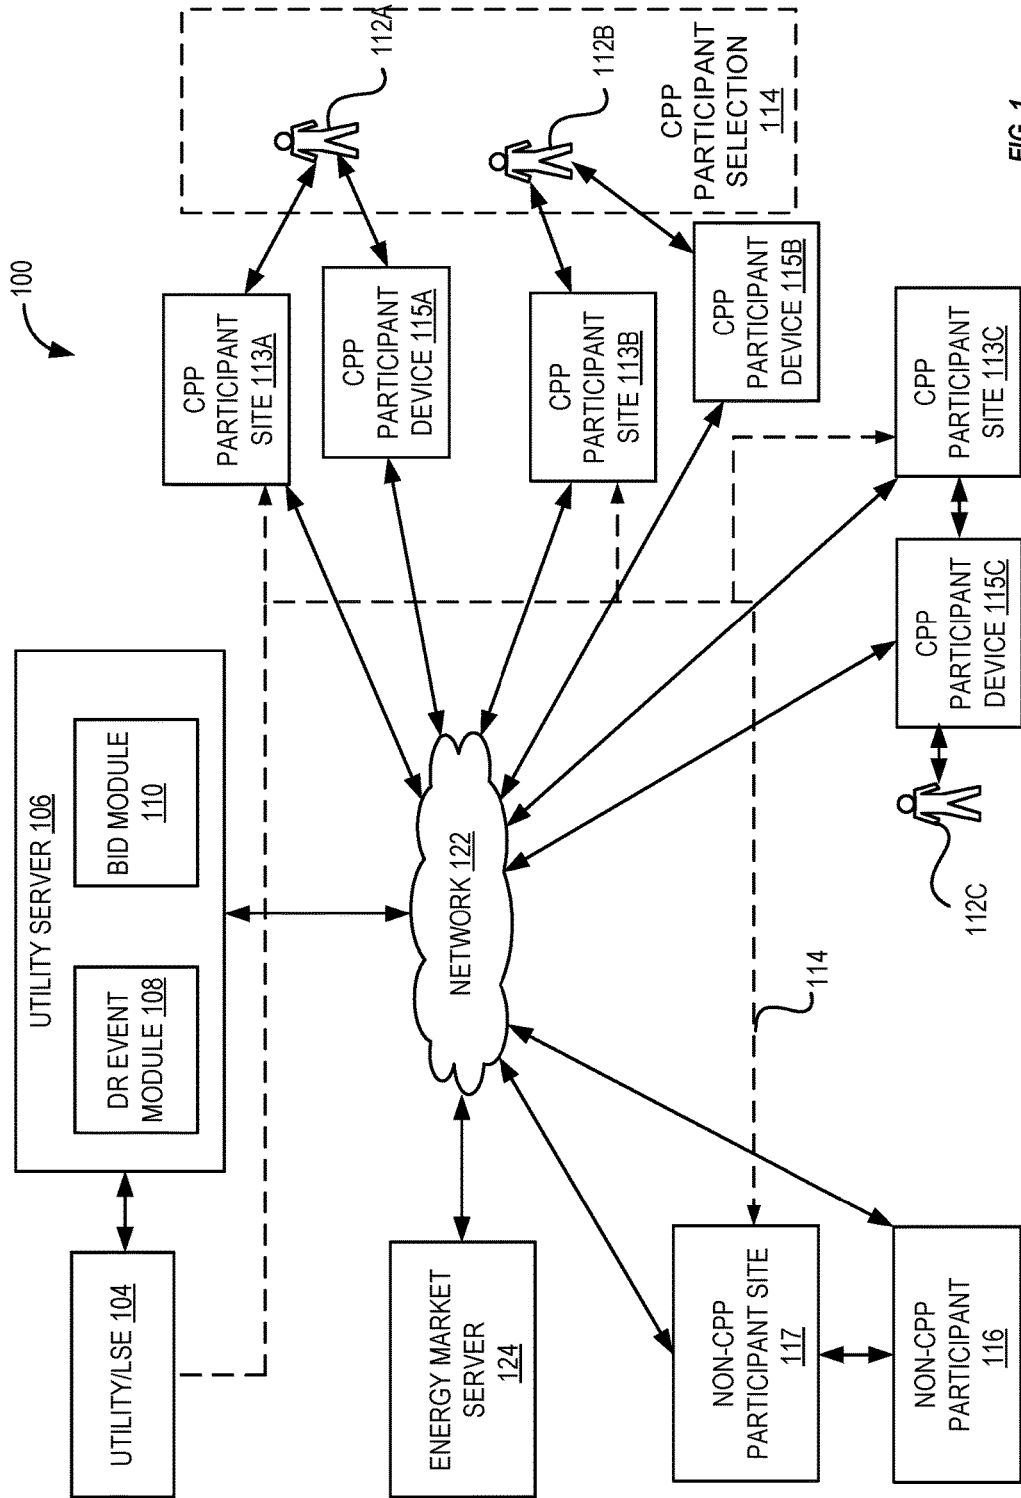 100
UTILITY/LSE 104
UTILITY SERVER 106
DR EVENT
MODULE 108
BID MODULE
110
CPP
PARTICIPANT
SITE 113A
112A
CPP
PARTICIPANT
DEVICE 115A
CPP
PARTICIPANT
SITE 113B
112B
CPP
PARTICIPANT
DEVICE 115B
CPP
PARTICIPANT
SELECTION
114
ENERGY MARKET
SERVER
124
NETWORK 122
NON-CPP
PARTICIPANT SITE
117
114
NON-CPP
PARTICIPANT
116
112C
CPP
PARTICIPANT
DEVICE 115C
CPP
PARTICIPANT
SITE 113C
FIG. 1